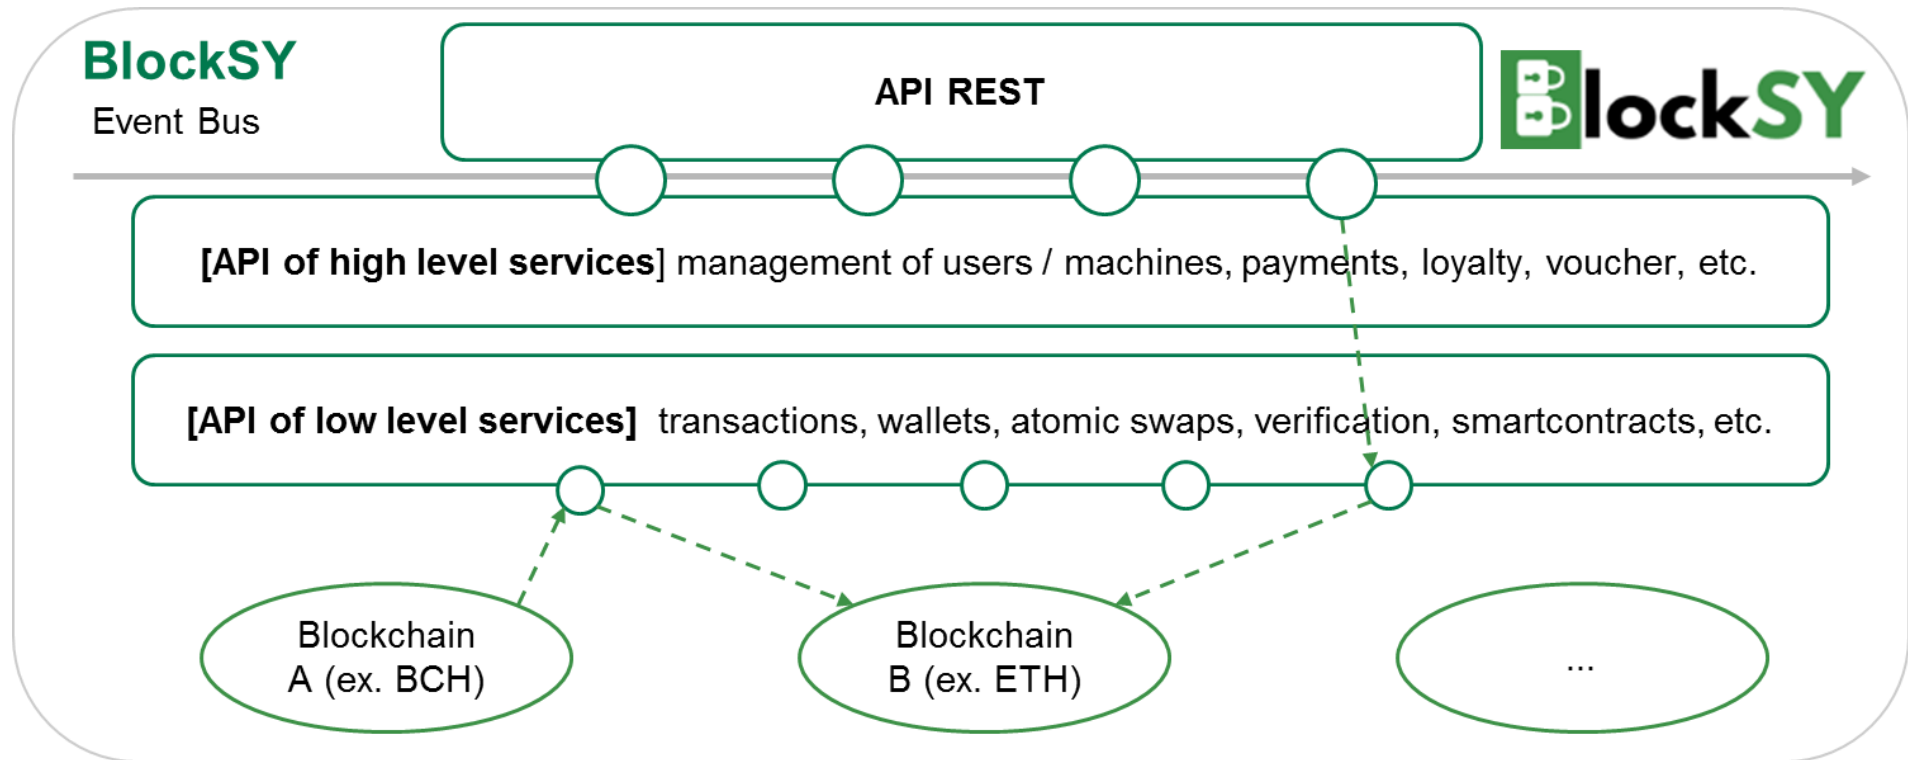 BlockSY
Event Bus
API REST
BlockSY
[API of high level services] management of users / machines, payments, loyalty, voucher, etc.
[API of low level services] transactions, wallets, atomic swaps, verification, smartcontracts, etc.
Blockchain
A (ex. BCH)
Blockchain
B (ex. ETH)
...